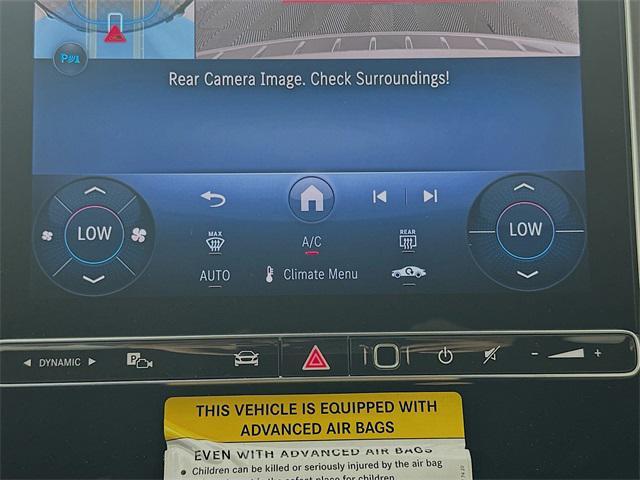 Rear Camera Image. Check Surroundings!
LOW
LOW
MAX
A/C
REAR
AUTO
Climate Menu
DYNAMIC
P
- +
THIS VEHICLE IS EQUIPPED WITH
ADVANCED AIR BAGS
EVEN WITH ADVANCED AIR BAGS
• Children can be killed or seriously injured by the air bag